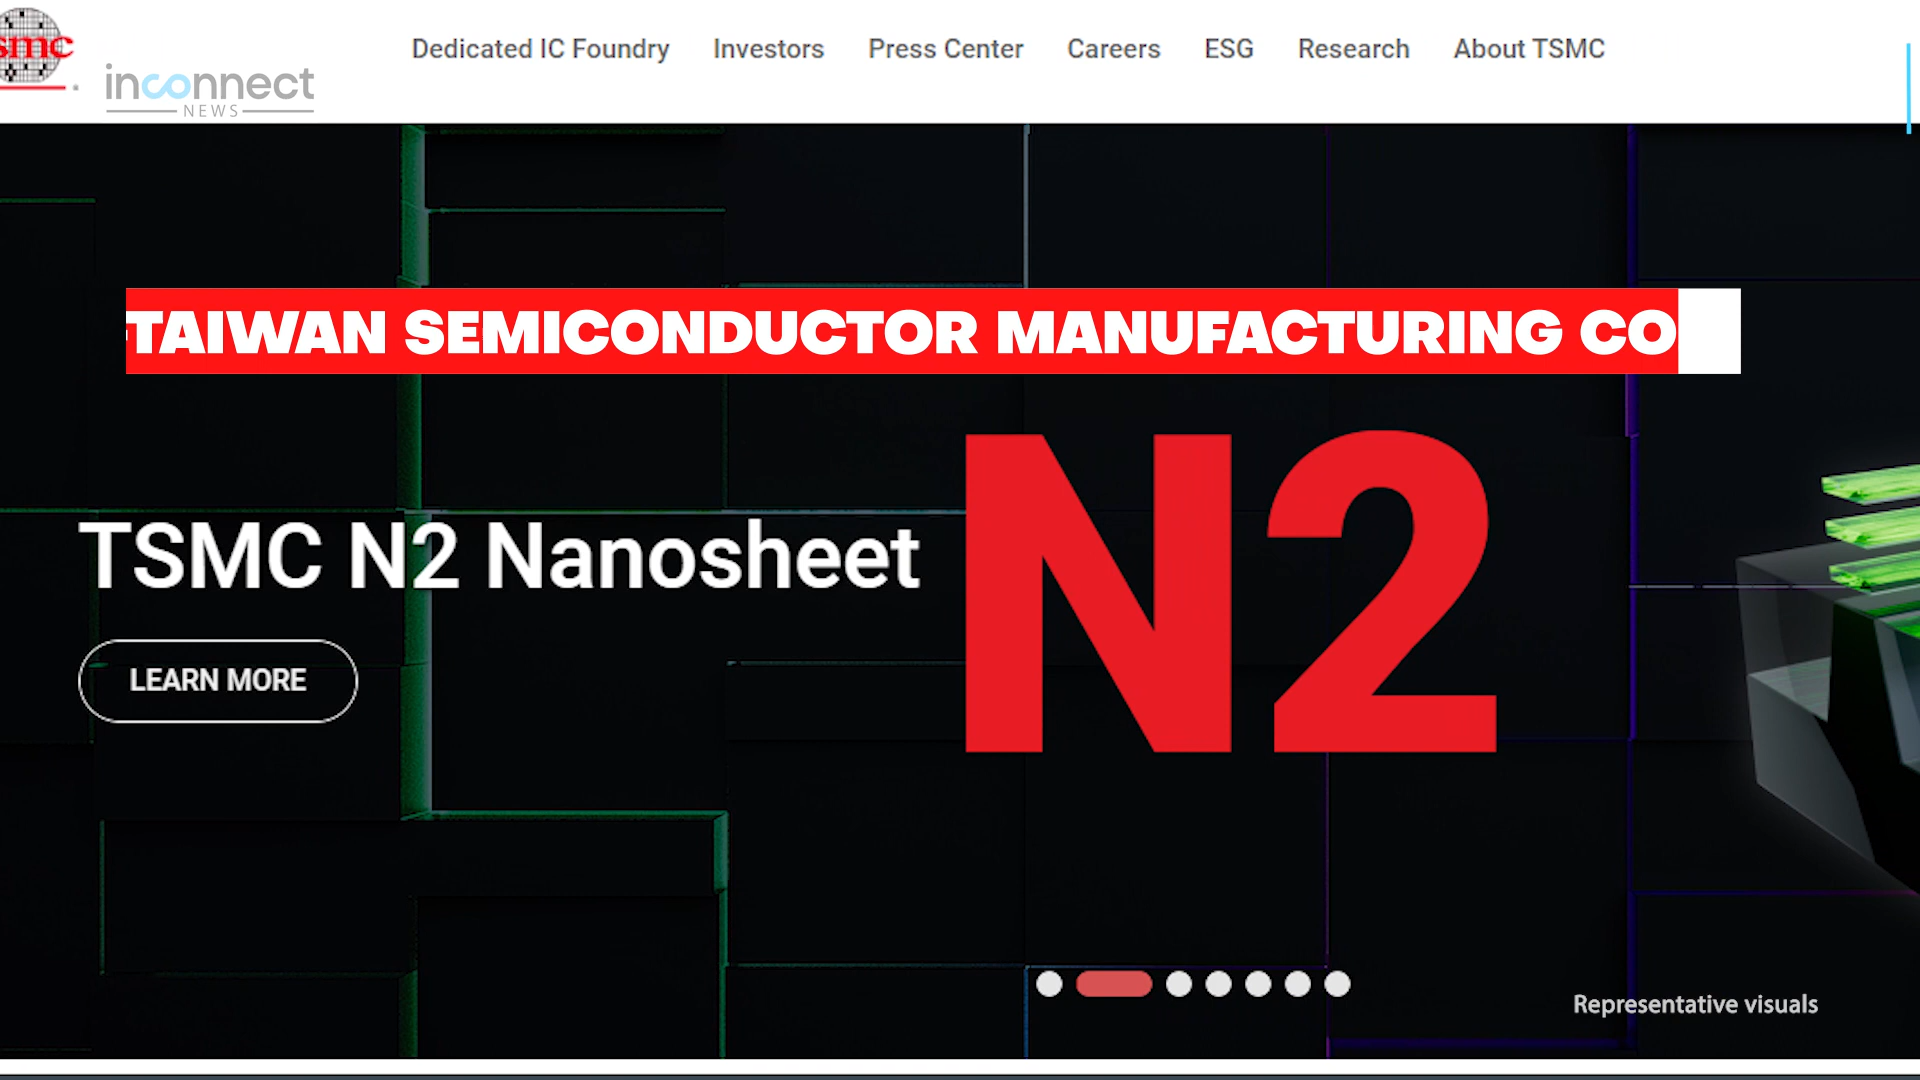 smc
inconnect
NEWS
Dedicated IC Foundry Investors Press Center Careers ESG Research About TSMC
TAIWAN SEMICONDUCTOR MANUFACTURING CO
N2
TSMC N2 Nanosheet
LEARN MORE
Representative visuals